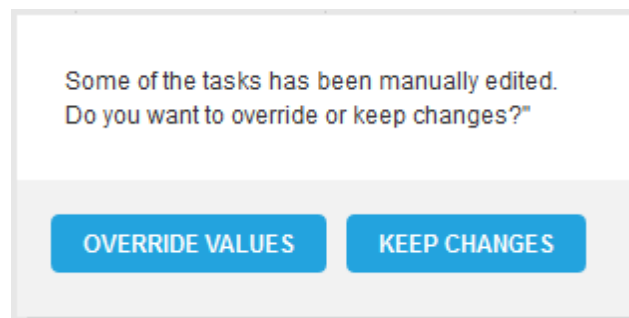 Some of the tasks has been manually edited.
Do you want to override or keep changes?"
OVERRIDE VALUES
KEEP CHANGES